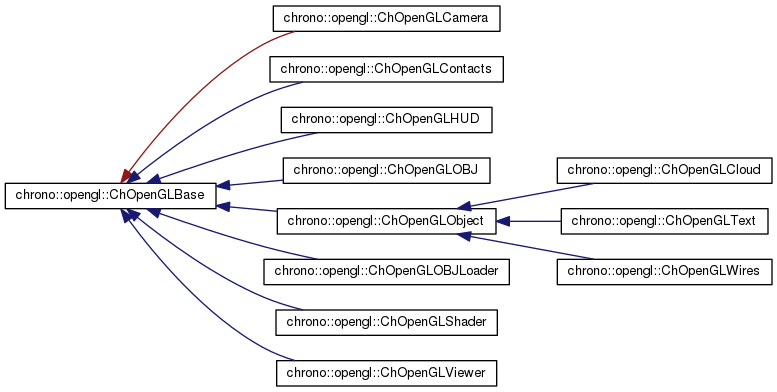 chrono::opengl::ChOpenGLCamera
chrono::opengl::ChOpenGLContacts
chrono::opengl::ChOpenGLHUD
chrono::opengl::ChOpenGLOBJ
chrono::opengl::ChOpenGLCloud
chrono::opengl::ChOpenGLBase
chrono::opengl::ChOpenGLObject
chrono::opengl::ChOpenGLText
chrono::opengl::ChOpenGLOBJLoader
chrono::opengl::ChOpenGLWires
chrono::opengl::ChOpenGLShader
chrono::opengl::ChOpenGLViewer